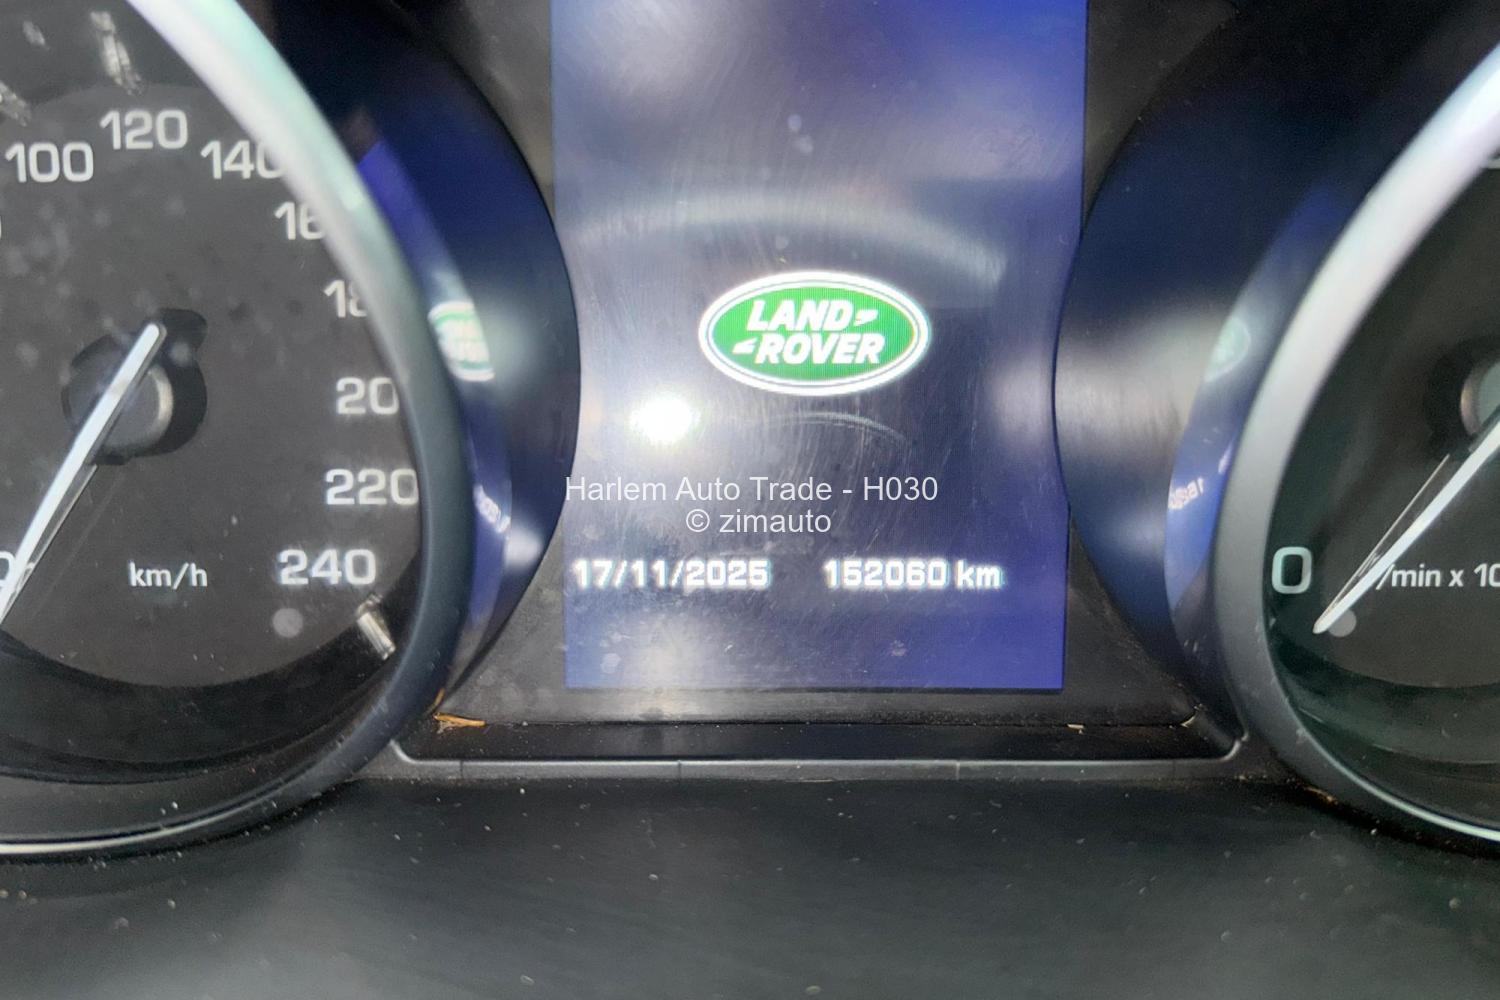 100
120
140
220
240
km/h
LAND
ROVER
Harlem Auto Trade - H030
© zimauto
17/11/2025 152060 km
0
/min x 10